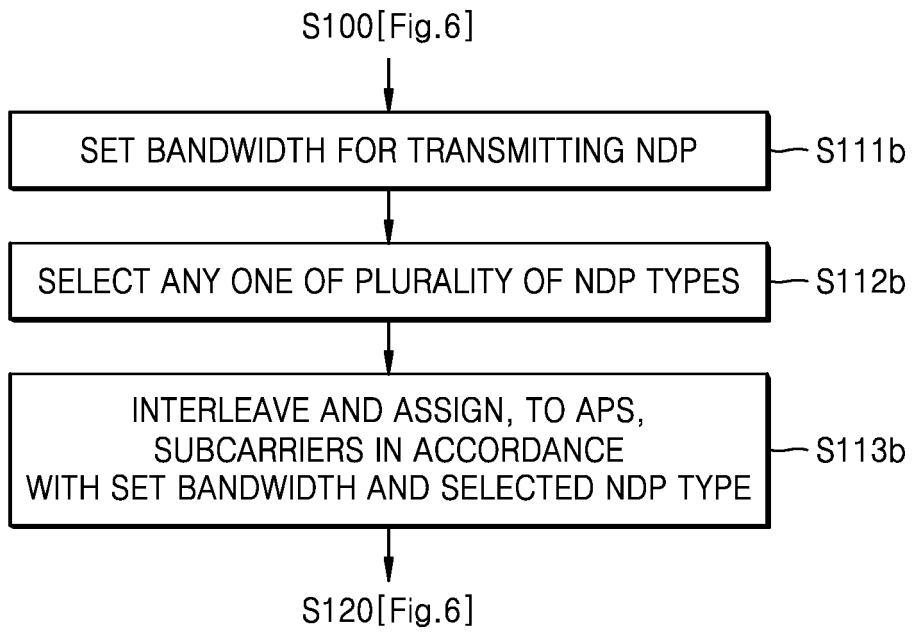 S100[Fig.6]
SET BANDWIDTH FOR TRANSMITTING NDP
S111b
SELECT ANY ONE OF PLURALITY OF NDP TYPES
S112b
INTERLEAVE AND ASSIGN, TO APS,
SUBCARRIERS IN ACCORDANCE
WITH SET BANDWIDTH AND SELECTED NDP TYPE
S113b
S120[Fig.6]